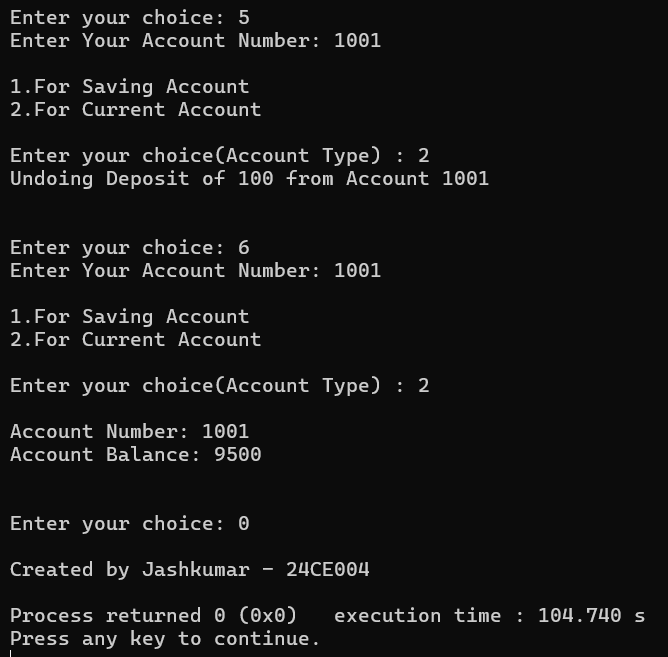 Enter your choice: 5
Enter Your Account Number: 1001
1.For Saving Account
2.For Current Account
Enter your choice(Account Type) : 2
Undoing Deposit of 100 from Account 1001
Enter your choice: 6
Enter Your Account Number: 1001
1.For Saving Account
2.For Current Account
Enter your choice(Account Type) : 2
Account Number: 1001
Account Balance: 9500
Enter your choice: 0
Created by Jashkumar - 24CE004
Process returned 0 (0x0)   execution time : 104.740 s
Press any key to continue.